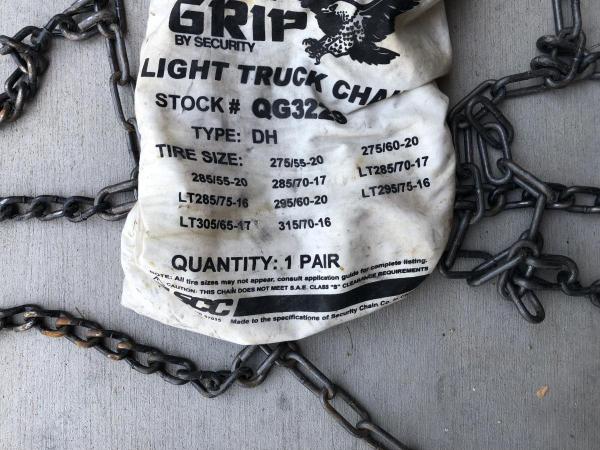 GRIP
BY SECURITY
LIGHT TRUCK CHAI
STOCK # QG3229
TYPE: DH
TIRE SIZE: 275/55-20 275/60-20
285/55-20 285/70-17 LT285/70-17
LT285/75-16 295/60-20 LT295/75-16
LT305/65-17 315/70-16
QUANTITY: 1 PAIR
NOTE: All tire sizes may not appear, consult application guide for complete listing.
CAUTION: THIS CHAIN DOES NOT MEET S.A.E. CLASS "S" CLEARANCE REQUIREMENTS
SCC
Made to the specifications of Security Chain Co.